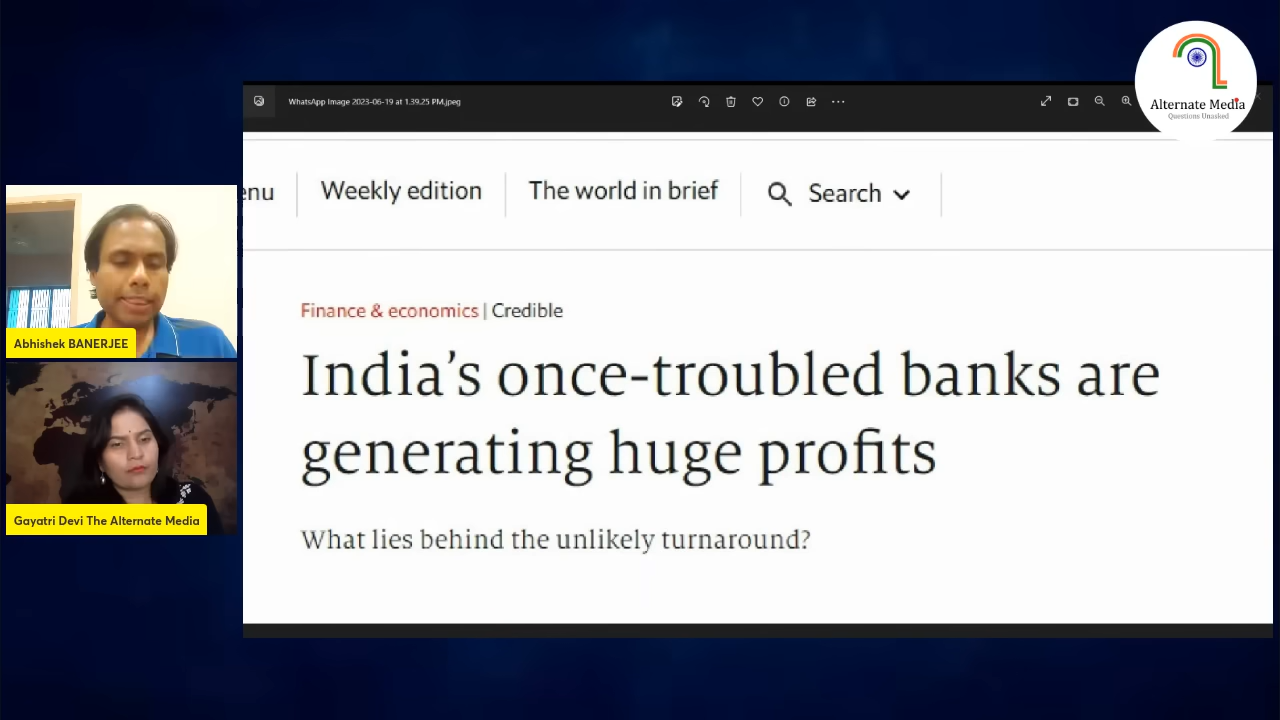 WhatsApp Image 2023-06-19 at 1.39.25 PM.jpeg
Alternate Media
Questions Unasked
enu
Weekly edition
The world in brief
Search
Finance & economics | Credible
India's once-troubled banks are
generating huge profits
What lies behind the unlikely turnaround?
Abhishek BANERJEE
Gayatri Devi The Alternate Media